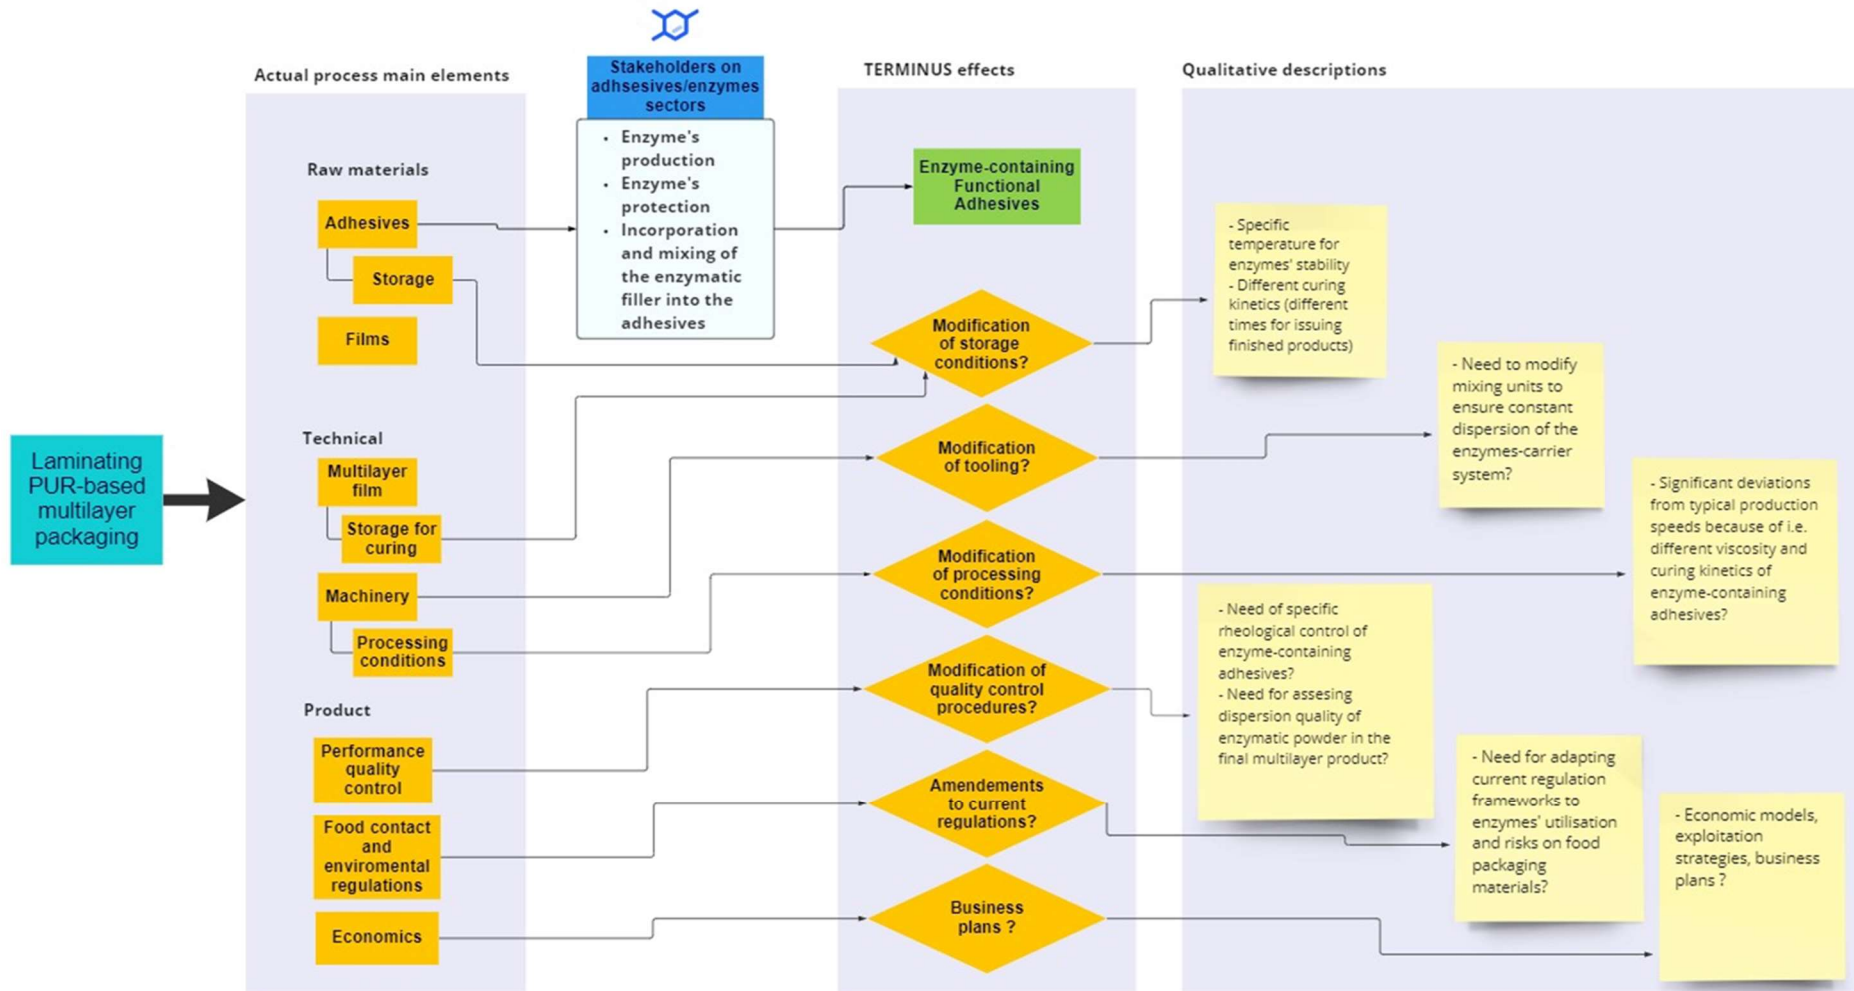 Laminating
PUR-based
multilayer
packaging
Actual process main elements
Raw materials
Adhesives
Storage
Films
Technical
Multilayer
film
Storage for
curing
Machinery
Processing
conditions
Product
Performance
quality
control
Food contact
and
enviromental
regulations
Economics
Stakeholders on
adhsesives/enzymes
sectors
• Enzyme's
production
• Enzyme's
protection
• Incorporation
and mixing of
the enzymatic
filler into the
adhesives
TERMINUS effects
Enzyme-containing
Functional
Adhesives
Modification
of storage
conditions?
Modification
of tooling?
Modification
of processing
conditions?
Modification of
quality control
procedures?
Amendements
to current
regulations?
Business
plans ?
Qualitative descriptions
- Specific
temperature for
enzymes' stability
- Different curing
kinetics (different
times for issuing
finished products)
- Need to modify
mixing units to
ensure constant
dispersion of the
enzymes-carrier
system?
- Significant deviations
from typical production
speeds because of i.e.
different viscosity and
curing kinetics of
enzyme-containing
adhesives?
- Need of specific
rheological control of
enzyme-containing
adhesives?
- Need for assesing
dispersion quality of
enzymatic powder in the
final multilayer product?
- Need for adapting
current regulation
frameworks to
enzymes' utilisation
and risks on food
packaging
materials?
- Economic models,
exploitation
strategies, business
plans ?